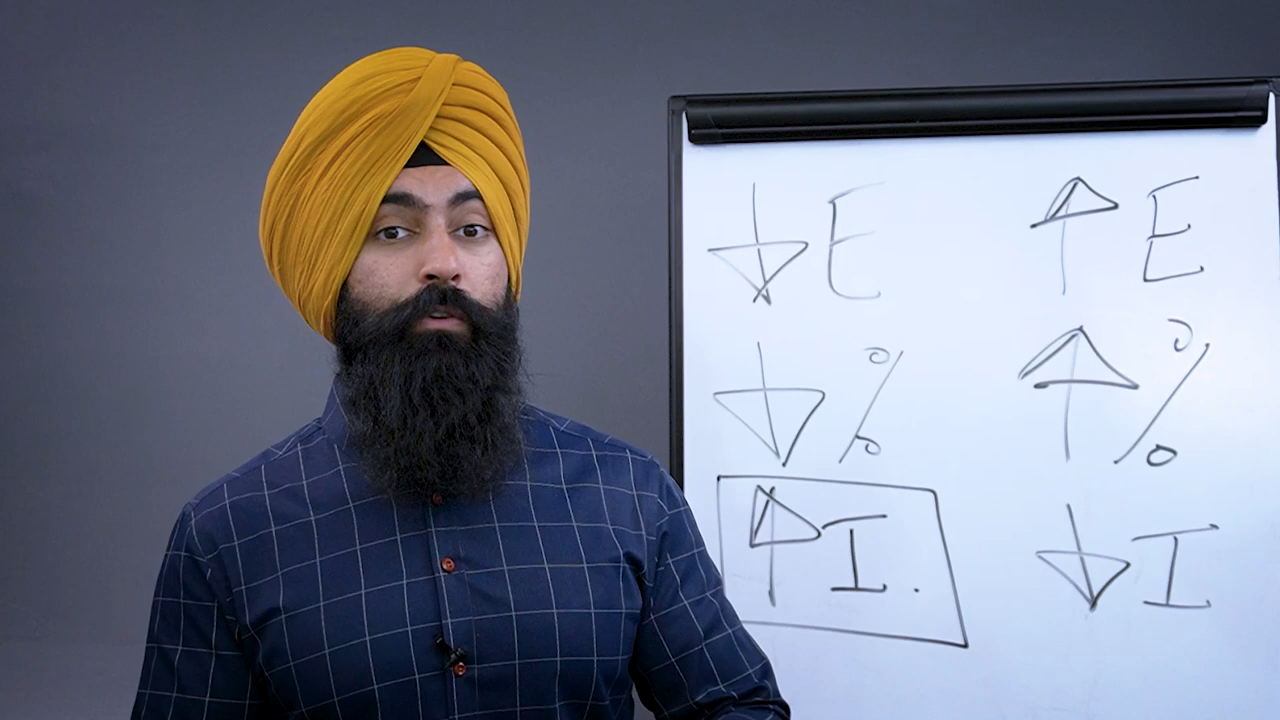 ↓ E ↑ E
↓ % ↑ %
↑ I. ↓ I